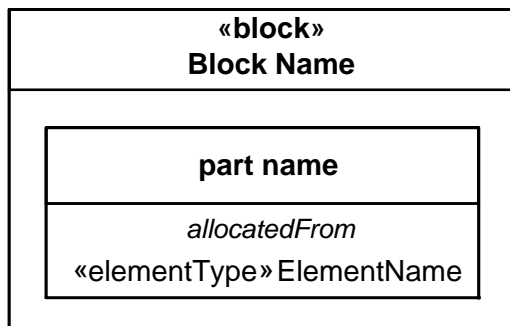 «block»
Block Name
part name
allocatedFrom
«elementType»ElementName